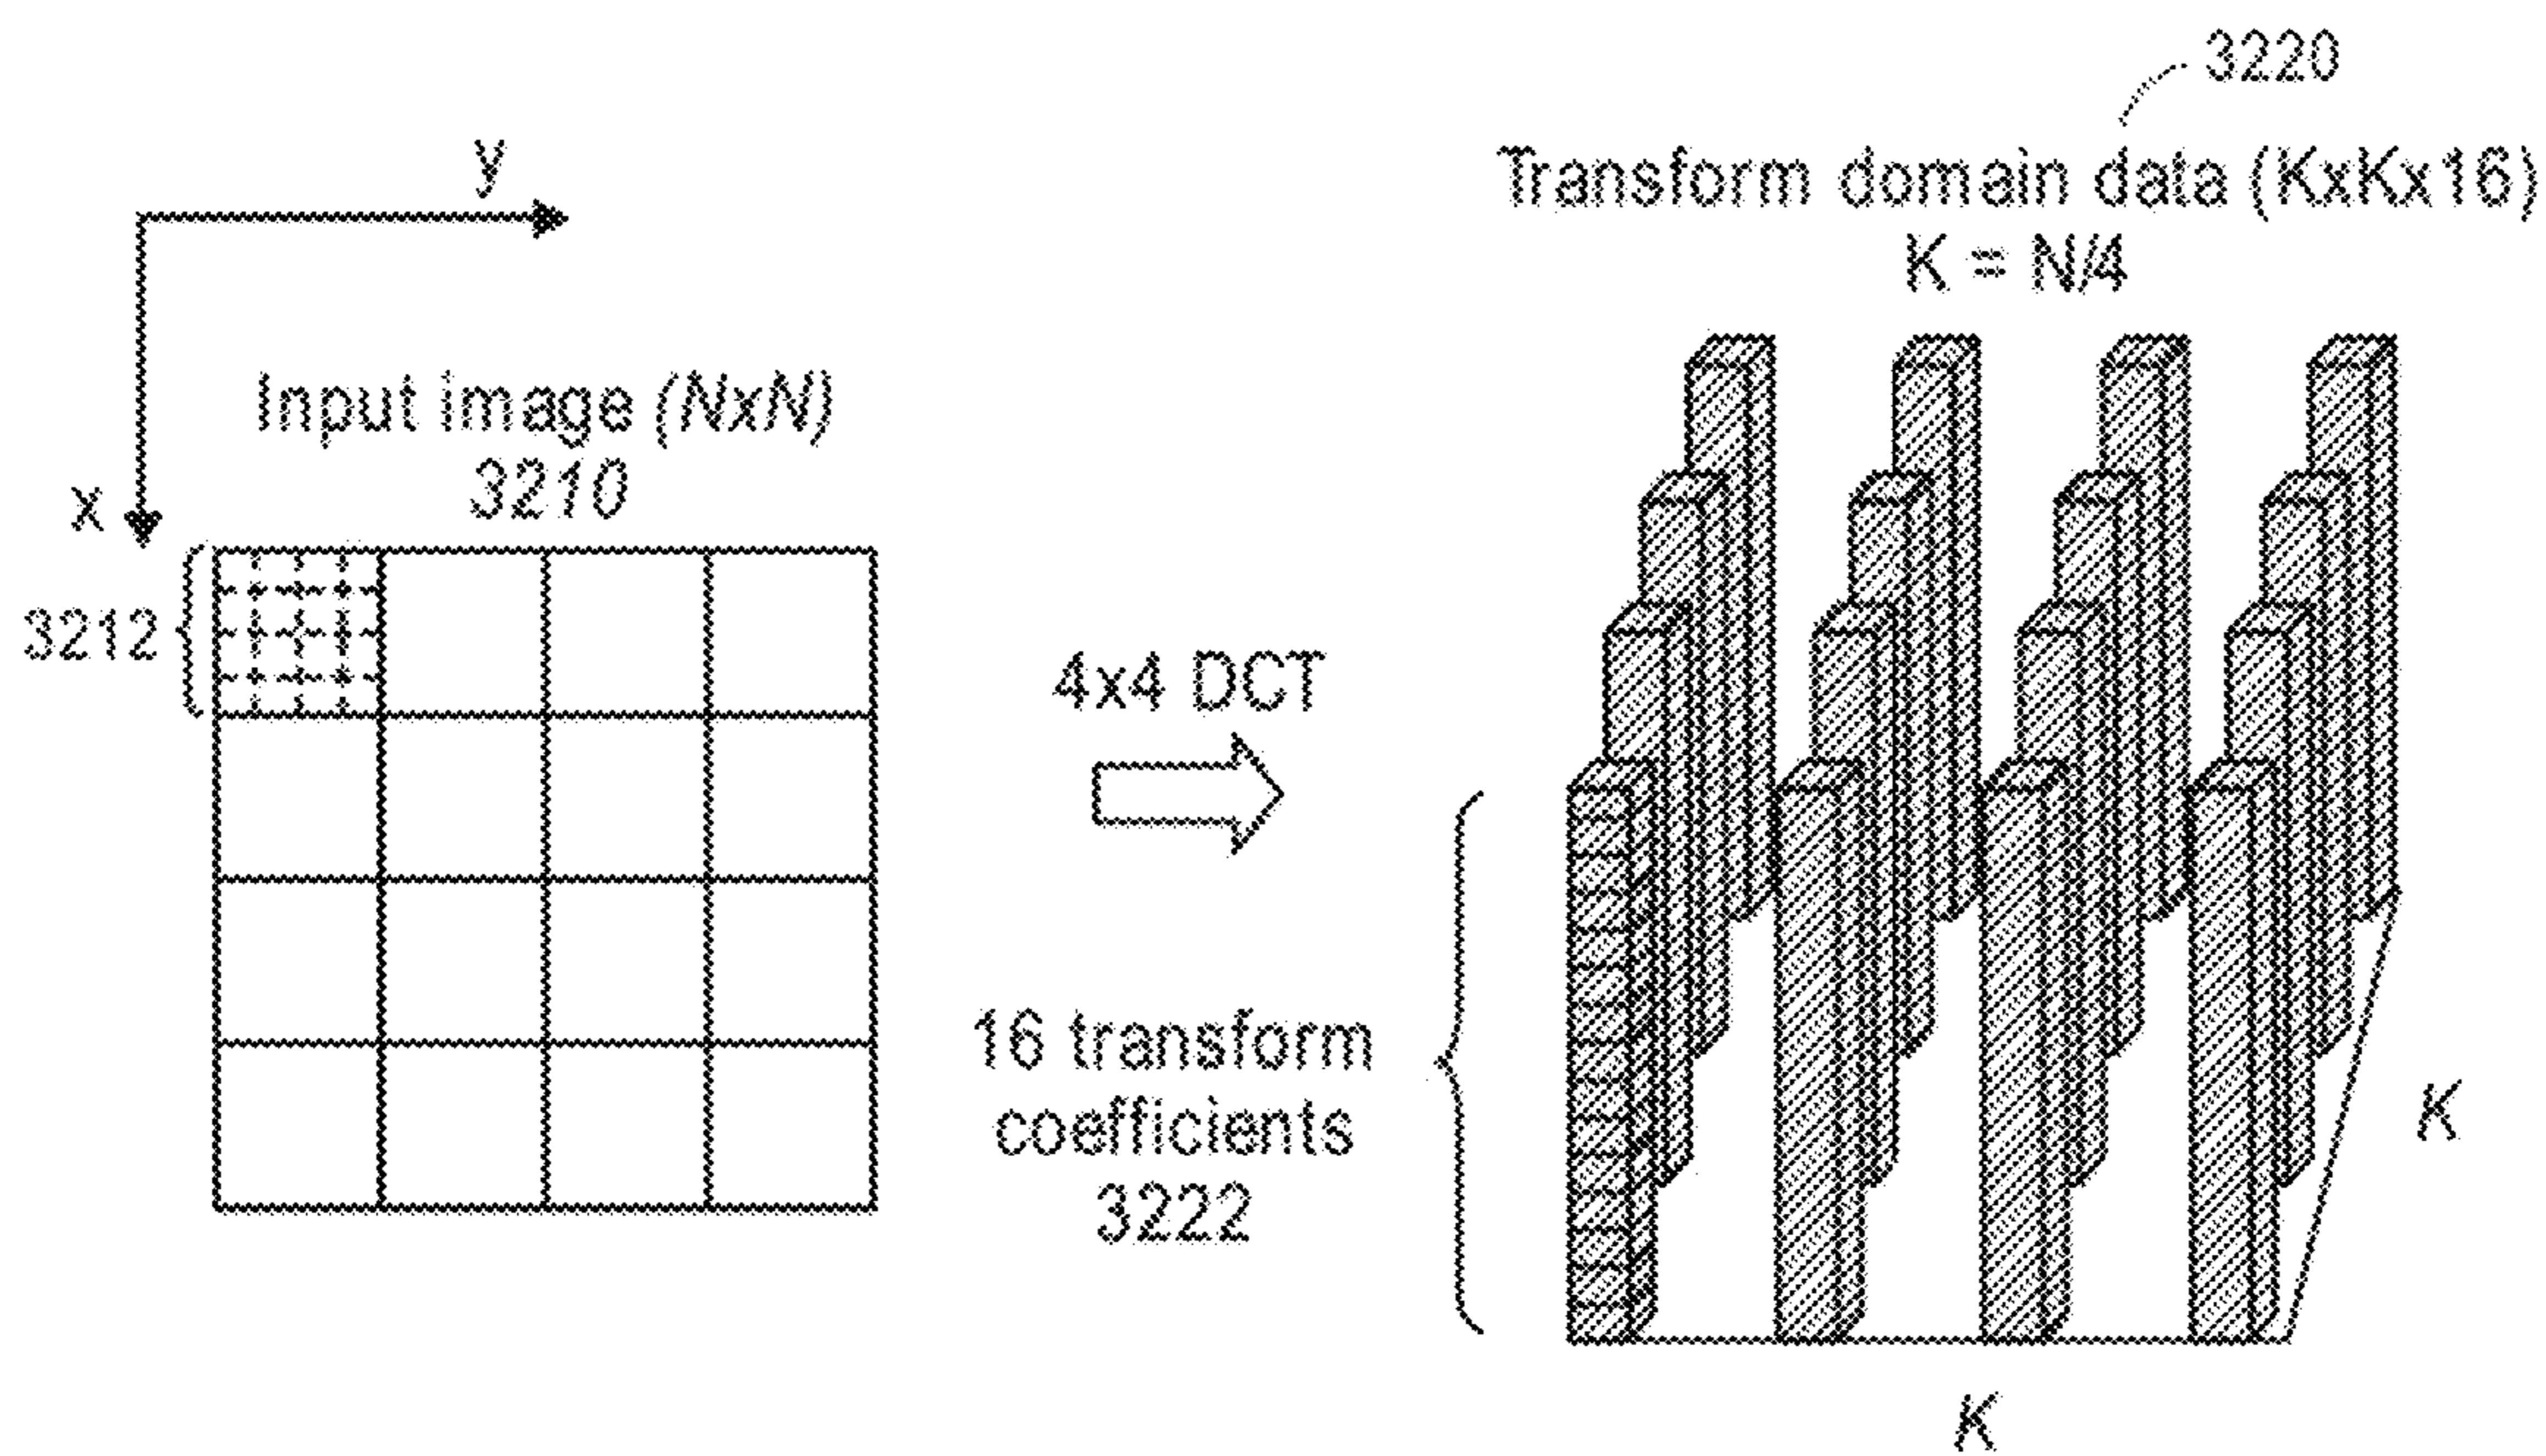 3220
y
Transform domain data (KxKx16)
K = N/4
Input image (NxN)
3210
x
3212
4x4 DCT
16 transform
coefficients
3222
K
K